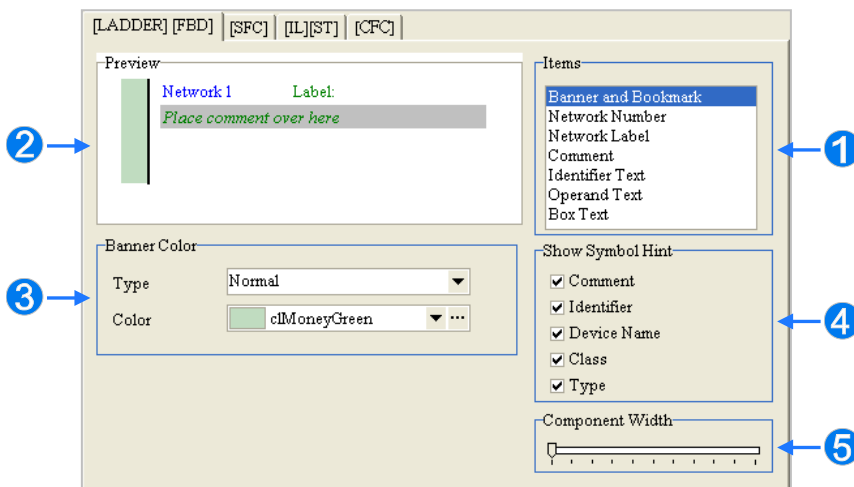 [LADDER] [FBD] [SFC] [IL][ST] [CFC]
Preview
Network 1 Label:
Place comment over here
2
Items
Banner and Bookmark
Network Number
Network Label
Comment
Identifier Text
Operand Text
Box Text
1
Banner Color
Type Normal
Color clMoneyGreen ...
3
Show Symbol Hint
Comment
Identifier
Device Name
Class
Type
4
Component Width
5